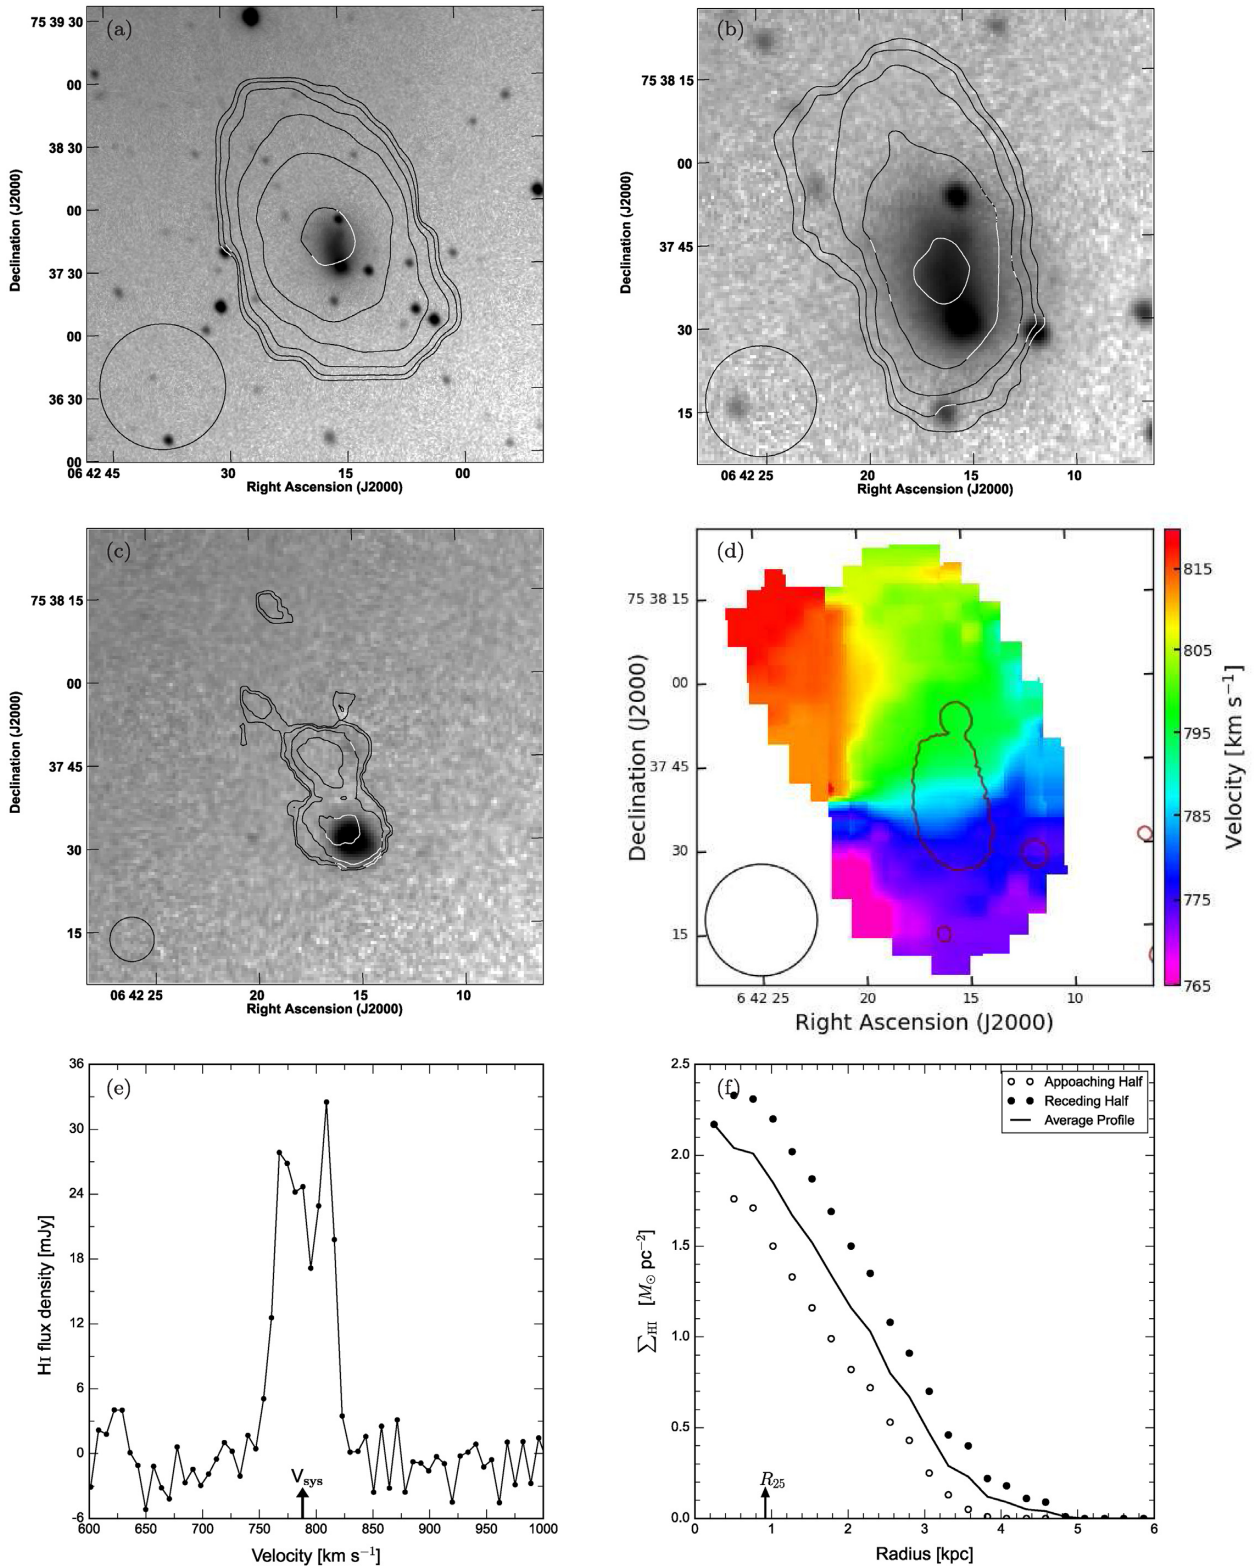 (a)
75 39 30
00
38 30
00
37 30
00
36 30
00
06 42 45
30
15
00
Declination (J2000)
Right Ascension (J2000)
(b)
75 38 15
00
37 45
30
15
06 42 25
20
15
10
Declination (J2000)
Right Ascension (J2000)
(c)
75 38 15
00
37 45
30
15
06 42 25
20
15
10
Declination (J2000)
Right Ascension (J2000)
(d)
75 38 15
00
37 45
30
15
6 42 25
20
15
10
Declination (J2000)
Right Ascension (J2000)
815
805
795
785
775
765
Velocity [km s⁻¹]
(e)
36
30
24
18
12
6
0
-6
600
650
700
750
800
850
900
950
1000
HI flux density [mJy]
Velocity [km s⁻¹]
Vsys
(f)
2.5
2.0
1.5
1.0
0.5
0.0
0
1
2
3
4
5
6
Σ_HI [M⊙ pc⁻²]
Radius [kpc]
R₂₅
Appoaching Half
Receding Half
Average Profile